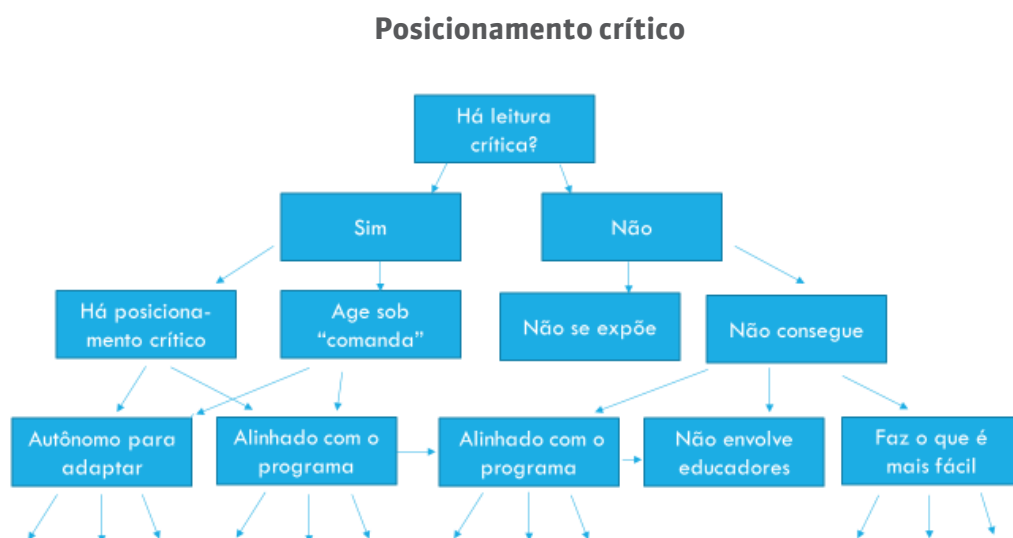 Posicionamento crítico
Há leitura
crítica?
Sim
Não
Há posiciona-
mento crítico
Age sob
“comanda”
Não se expõe
Não consegue
Autônomo para
adaptar
Alinhado com o
programa
Alinhado com o
programa
Não envolve
educadores
Faz o que é
mais fácil